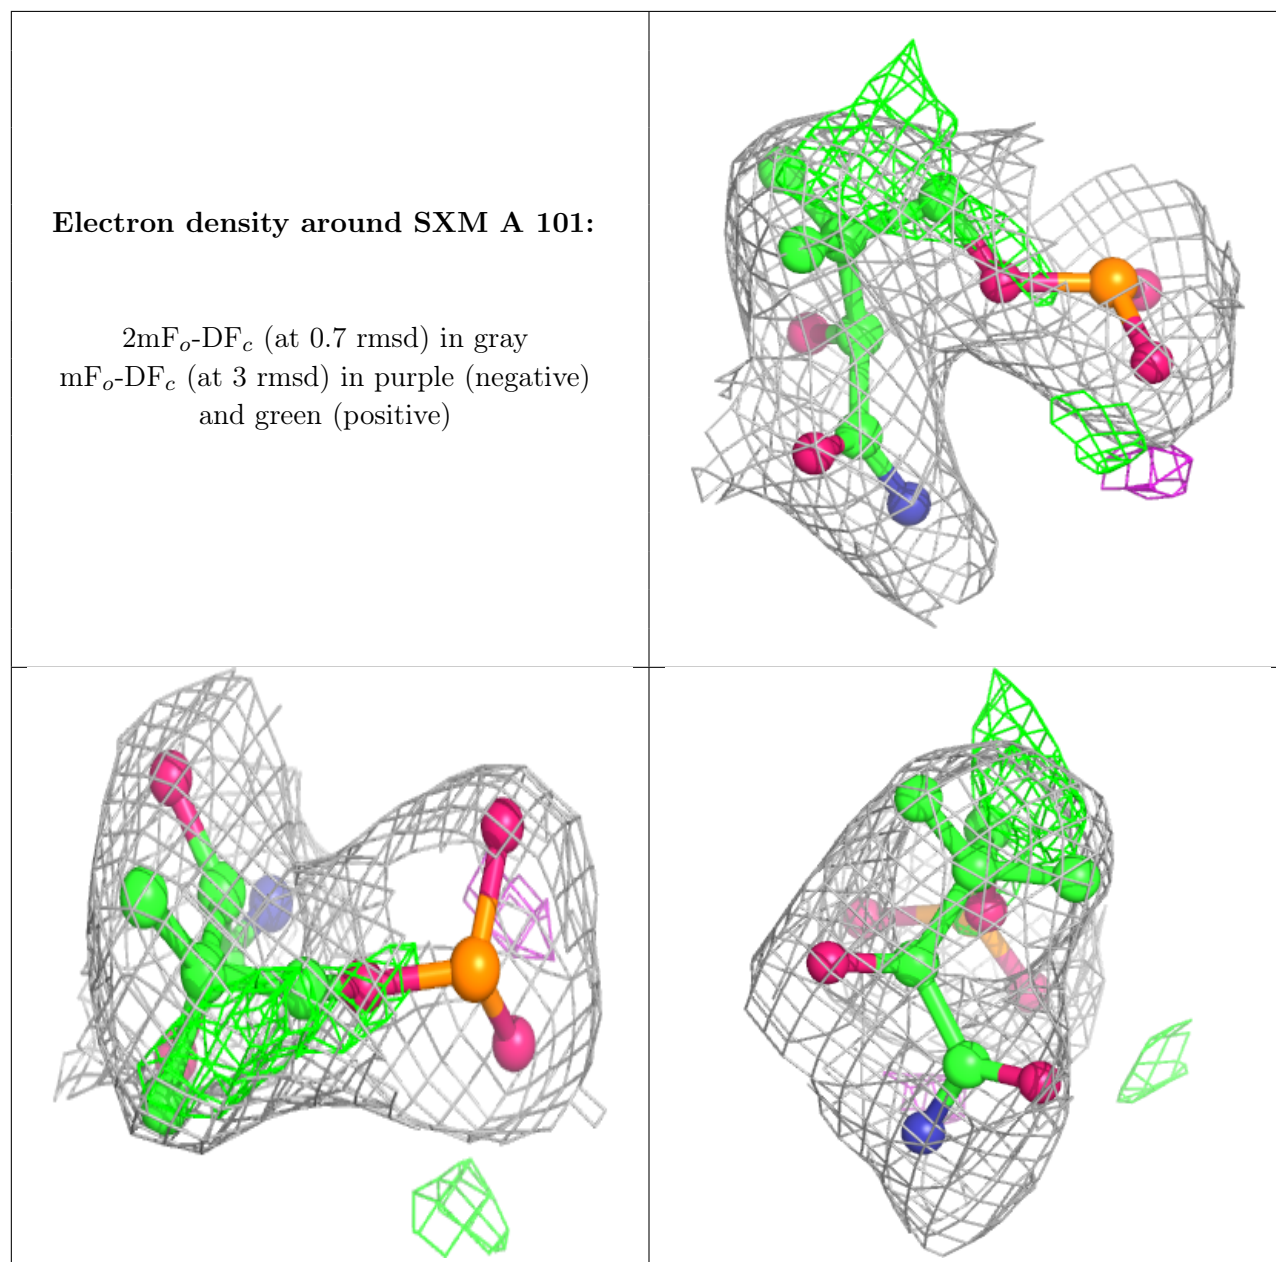 Electron density around SXM A 101:
2mFo-DFc (at 0.7 rmsd) in gray
mFo-DFc (at 3 rmsd) in purple (negative)
and green (positive)